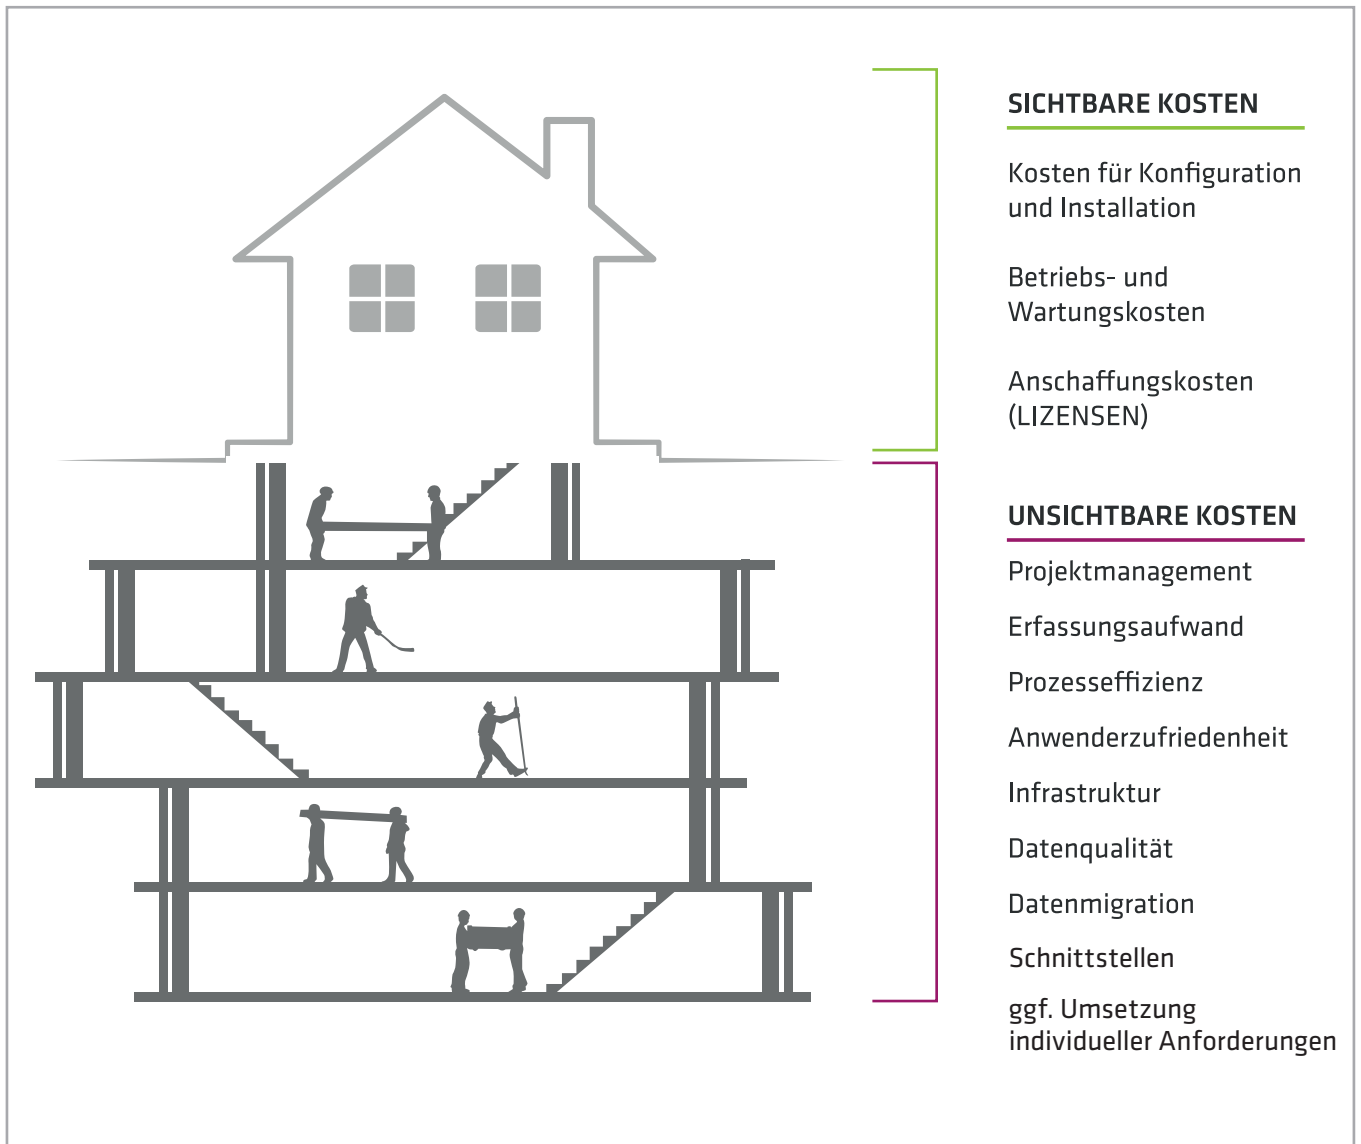 SICHTBARE KOSTEN
Kosten für Konfiguration
und Installation
Betriebs- und
Wartungskosten
Anschaffungskosten
(LIZENSEN)
UNSICHTBARE KOSTEN
Projektmanagement
Erfassungsaufwand
Prozesseffizienz
Anwenderzufriedenheit
Infrastruktur
Datenqualität
Datenmigration
Schnittstellen
ggf. Umsetzung
individueller Anforderungen